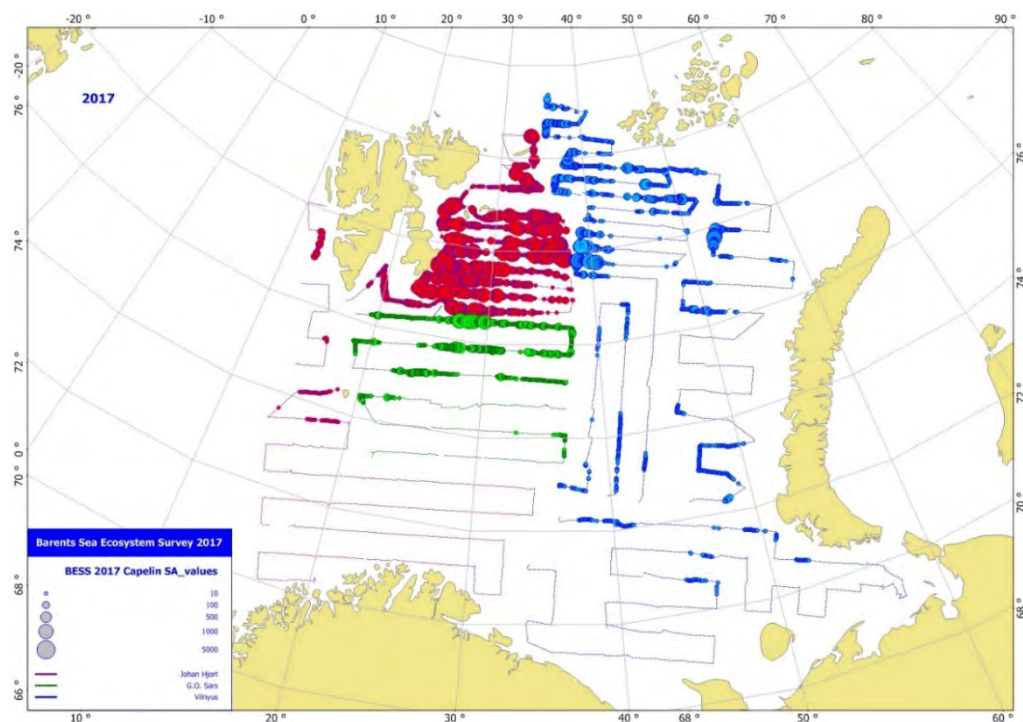 -20 ° -10 ° 0 ° 10 ° 20 ° 30 ° 40 ° 50 ° 60 ° 70 ° 80 ° 90 °
-20 °
76 °
74 °
72 °
0 °
70 °
68 °
66 °
76 °
74 °
72 °
70 °
68 °
2017
Barents Sea Ecosystem Survey 2017
BESS 2017 Capelin SA_values
10
100
500
1000
5000
Johan Hjort
G.O. Sars
Vilnyus
10 ° 20 ° 30 ° 40 ° 68 ° 50 ° 60 °